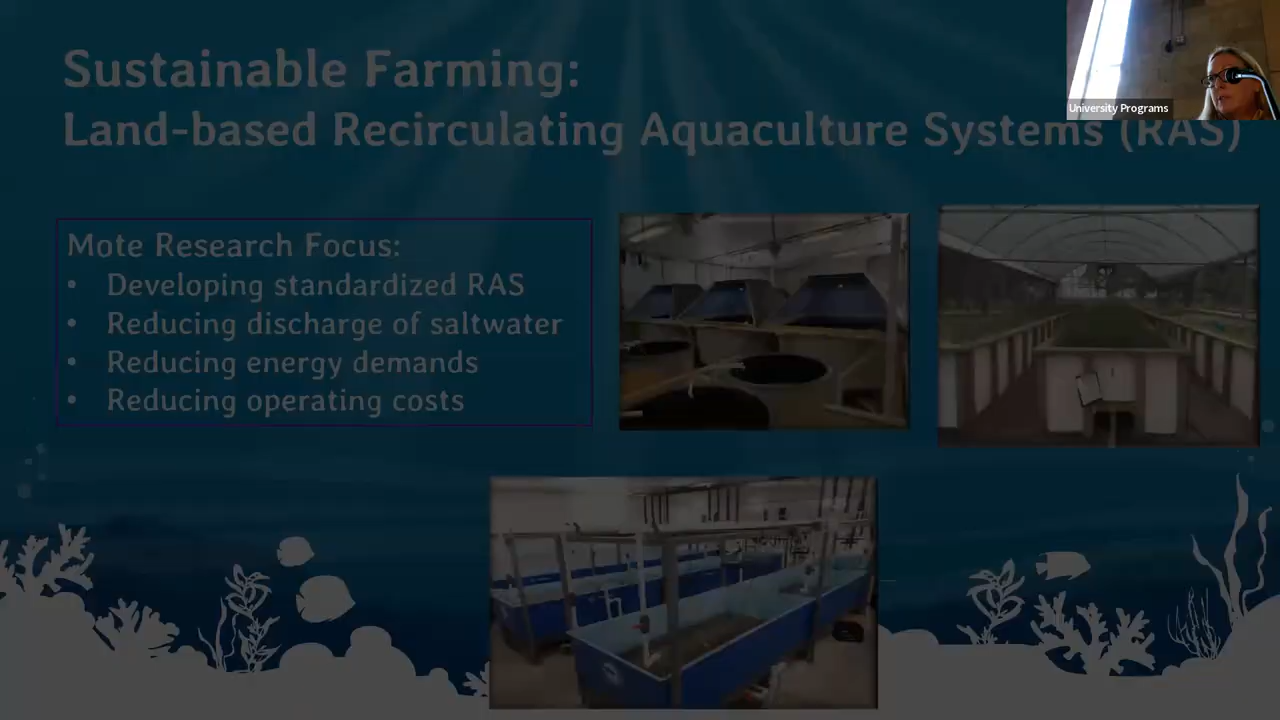 Sustainable Farming:
Land-based Recirculating Aquaculture Systems (RAS)
University Programs
Mote Research Focus:
• Developing standardized RAS
• Reducing discharge of saltwater
• Reducing energy demands
• Reducing operating costs